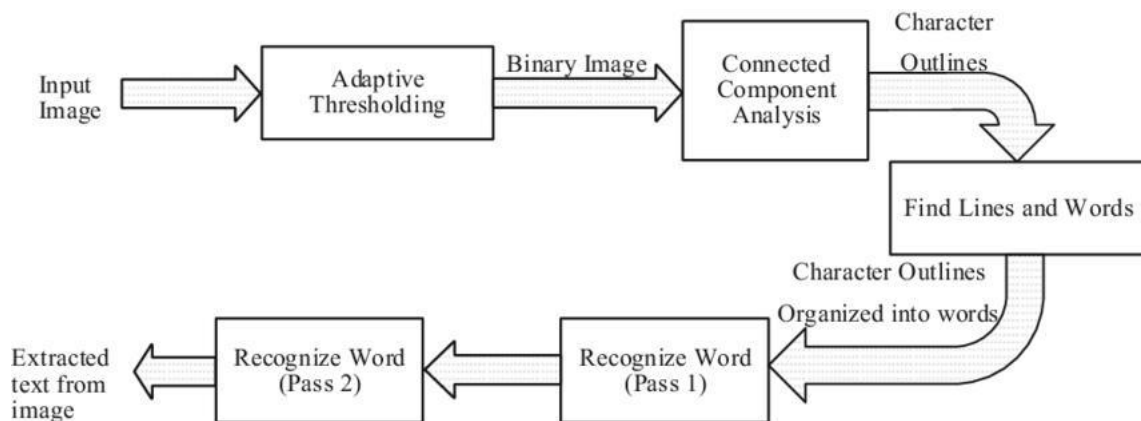 Input
Image
Adaptive
Thresholding
Binary Image
Connected
Component
Analysis
Character
Outlines
Find Lines and Words
Character Outlines
Organized into words
Recognize Word
(Pass 1)
Recognize Word
(Pass 2)
Extracted
text from
image